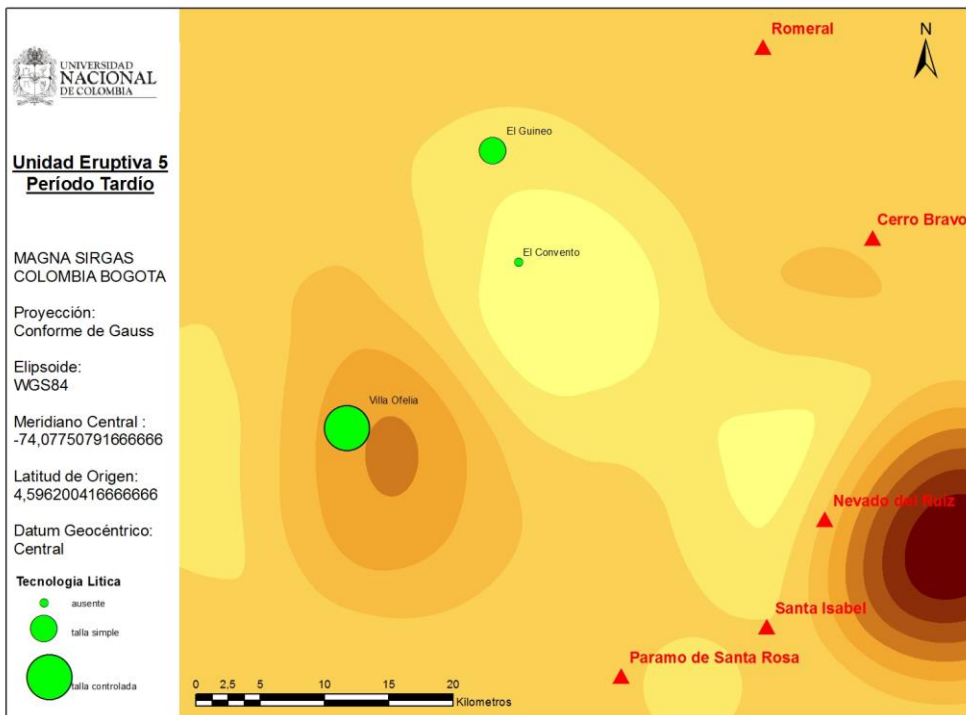 UNIVERSIDAD
NACIONAL
DE COLOMBIA
Unidad Eruptiva 5
Período Tardío
MAGNA SIRGAS
COLOMBIA BOGOTA
Proyección:
Conforme de Gauss
Elipsoide:
WGS84
Meridiano Central :
-74,07750791666666
Latitud de Origen:
4,596200416666666
Datum Geocéntrico:
Central
Tecnologia Lítica
ausente
talla simple
talla controlada
Romeral
N
El Guineo
Cerro Bravo
El Convento
Villa Ofelia
Nevado del Ruiz
Santa Isabel
Paramo de Santa Rosa
0 2,5 5 10 15 20
Kilometros